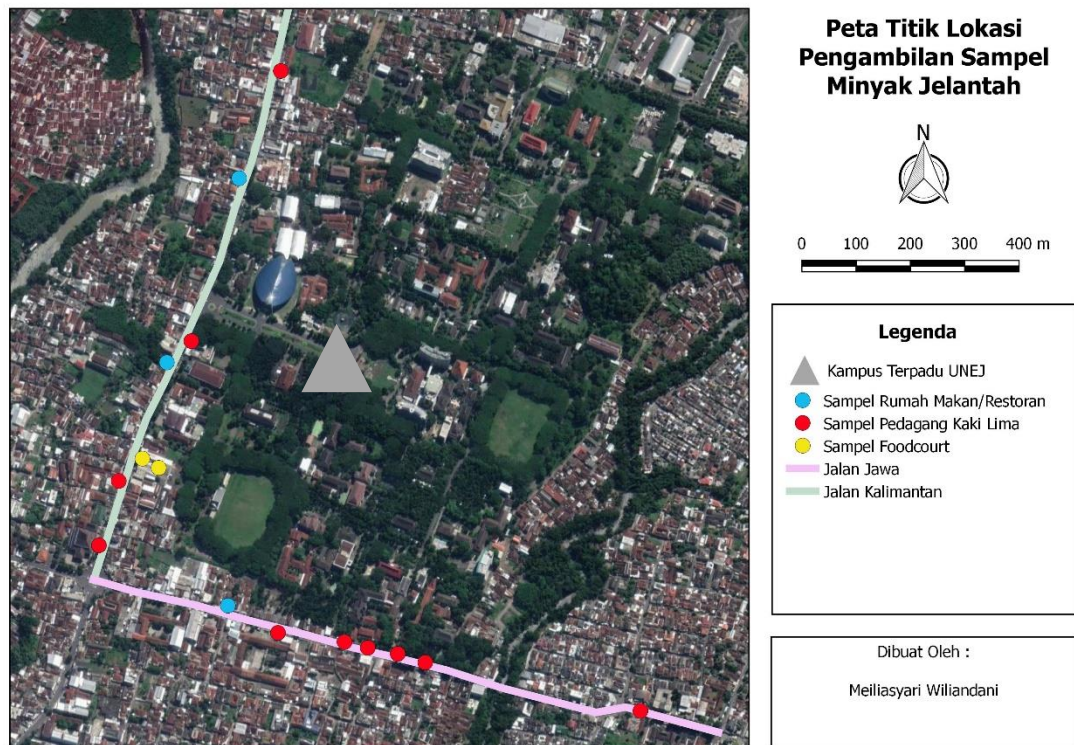 Peta Titik Lokasi
Pengambilan Sampel
Minyak Jelantah
N
0 100 200 300 400 m
Legenda
Kampus Terpadu UNEJ
Sampel Rumah Makan/Restoran
Sampel Pedagang Kaki Lima
Sampel Foodcourt
Jalan Jawa
Jalan Kalimantan
Dibuat Oleh :
Meiliasyari Wiliandani